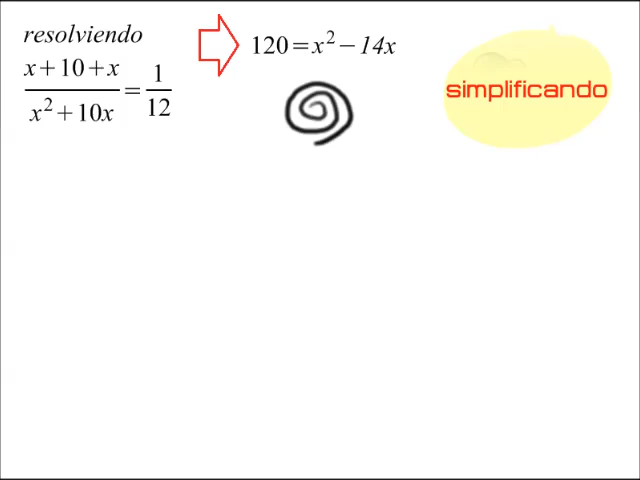 resolviendo
x+10+x / x²+10x = 1/12
120=x²−14x
simplificando